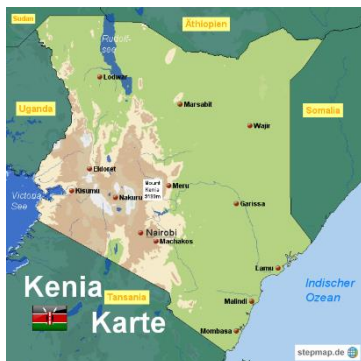 Sudan
Äthiopien
Rudolf-
see
Lodwar
Marsabit
Uganda
Somalia
Wajir
Eldoret
Kisumu
Nakuru
Mount
Kenia
5199m
Meru
Victoria
See
Garissa
Nairobi
Machakos
Lamu
Indischer
Ozean
Kenia
Tansania
Malindi
Karte
Mombasa
stepmap.de